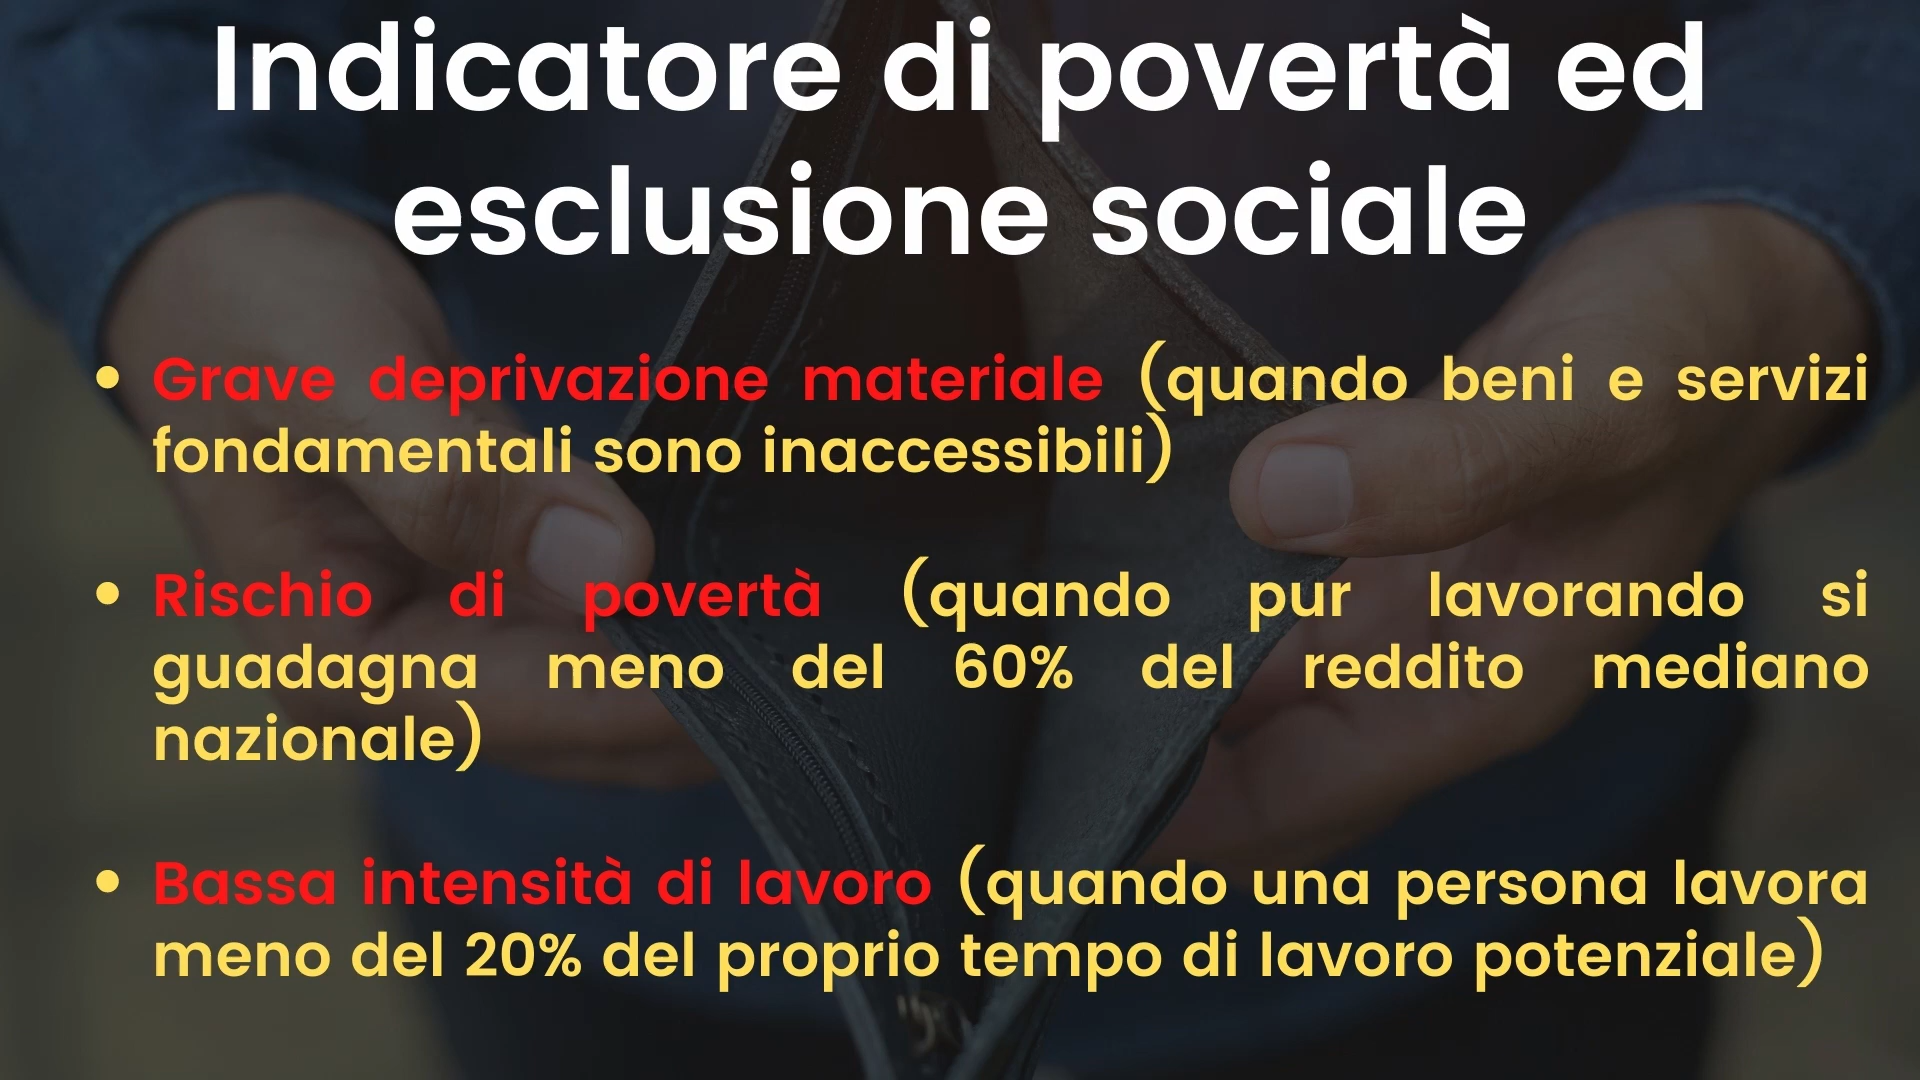 Indicatore di povertà ed
esclusione sociale
• Grave deprivazione materiale (quando beni e servizi
fondamentali sono inaccessibili)
• Rischio di povertà (quando pur lavorando si
guadagna meno del 60% del reddito mediano
nazionale)
• Bassa intensità di lavoro (quando una persona lavora
meno del 20% del proprio tempo di lavoro potenziale)